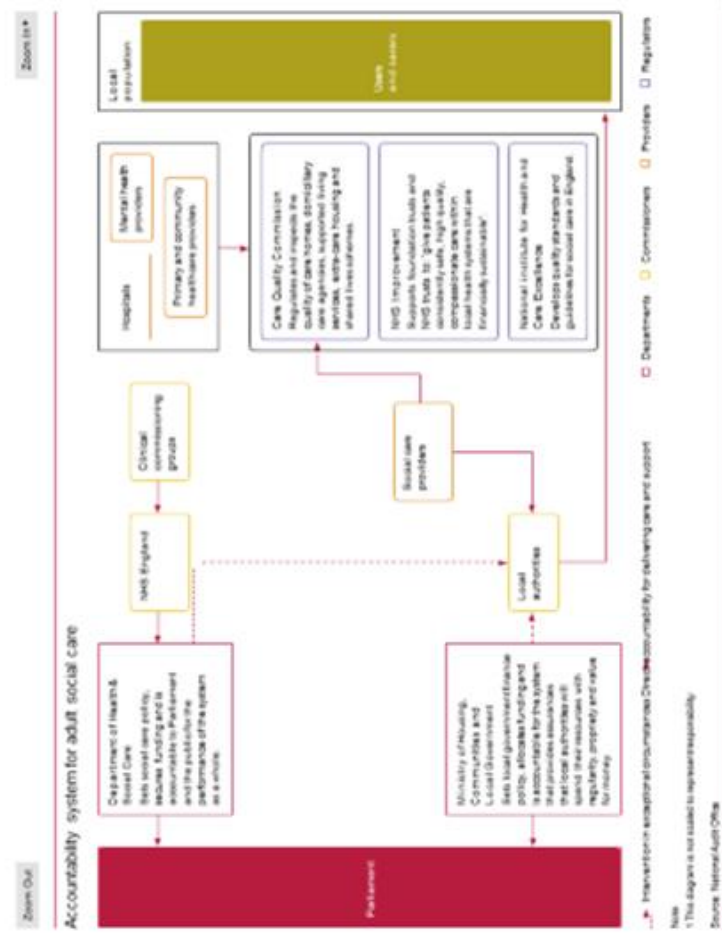 Zoom Out
Zoom In
Accountability system for adult social care
Parliament
Department of Health &
Social Care
Sets social care policy,
secures funding and is
accountable to Parliament
and the public for the
performance of the system
as a whole.
NHS England
Clinical
commissioning
groups
Hospitals
Mental health
providers
Primary and community
healthcare providers
Local
population
Users
and carers
Care Quality Commission
Regulates and inspects the
quality of care homes, domiciliary
care agencies, supported living
services, extra-care housing and
shared lives schemes.
NHS Improvement
Supports foundation trusts and
NHS trusts to "give patients
consistently safe, high quality,
compassionate care within
local health systems that are
financially sustainable"
National Institute for Health and
Care Excellence
Develops quality standards and
guidelines for social care in England.
Social care
providers
Ministry of Housing,
Communities and
Local Government
Sets local government finance
policy, allocates funding and
is accountable for the system
that provides assurances
that local authorities will
spend their resources with
regularity, propriety and value
for money.
Local
authorities
Intervention in exceptional circumstances Direct accountability for delivering care and support
Departments
Commissioners
Providers
Regulators
Note
1 This diagram is not scaled to represent responsibility.
Source: National Audit Office